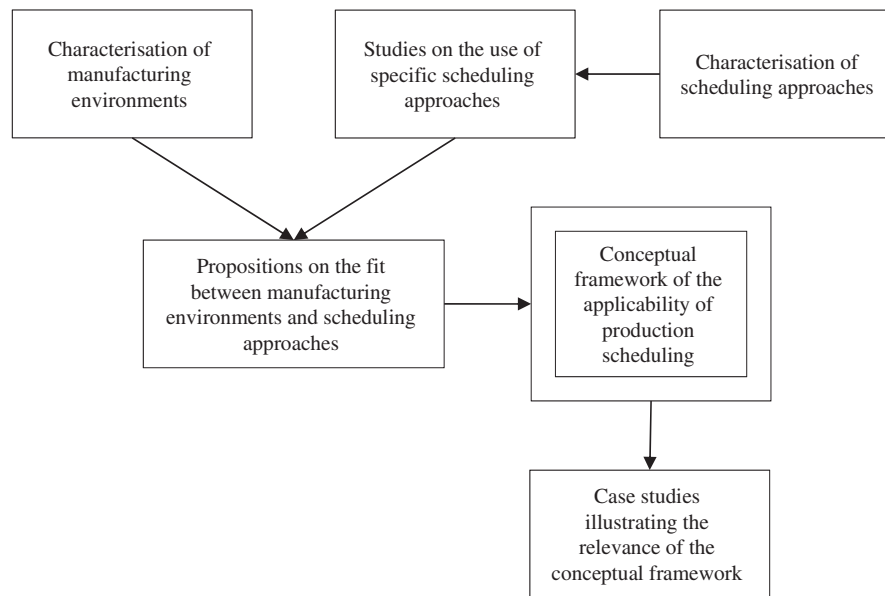 Characterisation of
manufacturing
environments
Studies on the use of
specific scheduling
approaches
Characterisation of
scheduling approaches
Propositions on the fit
between manufacturing
environments and scheduling
approaches
Conceptual
framework of the
applicability of
production
scheduling
Case studies
illustrating the
relevance of the
conceptual framework